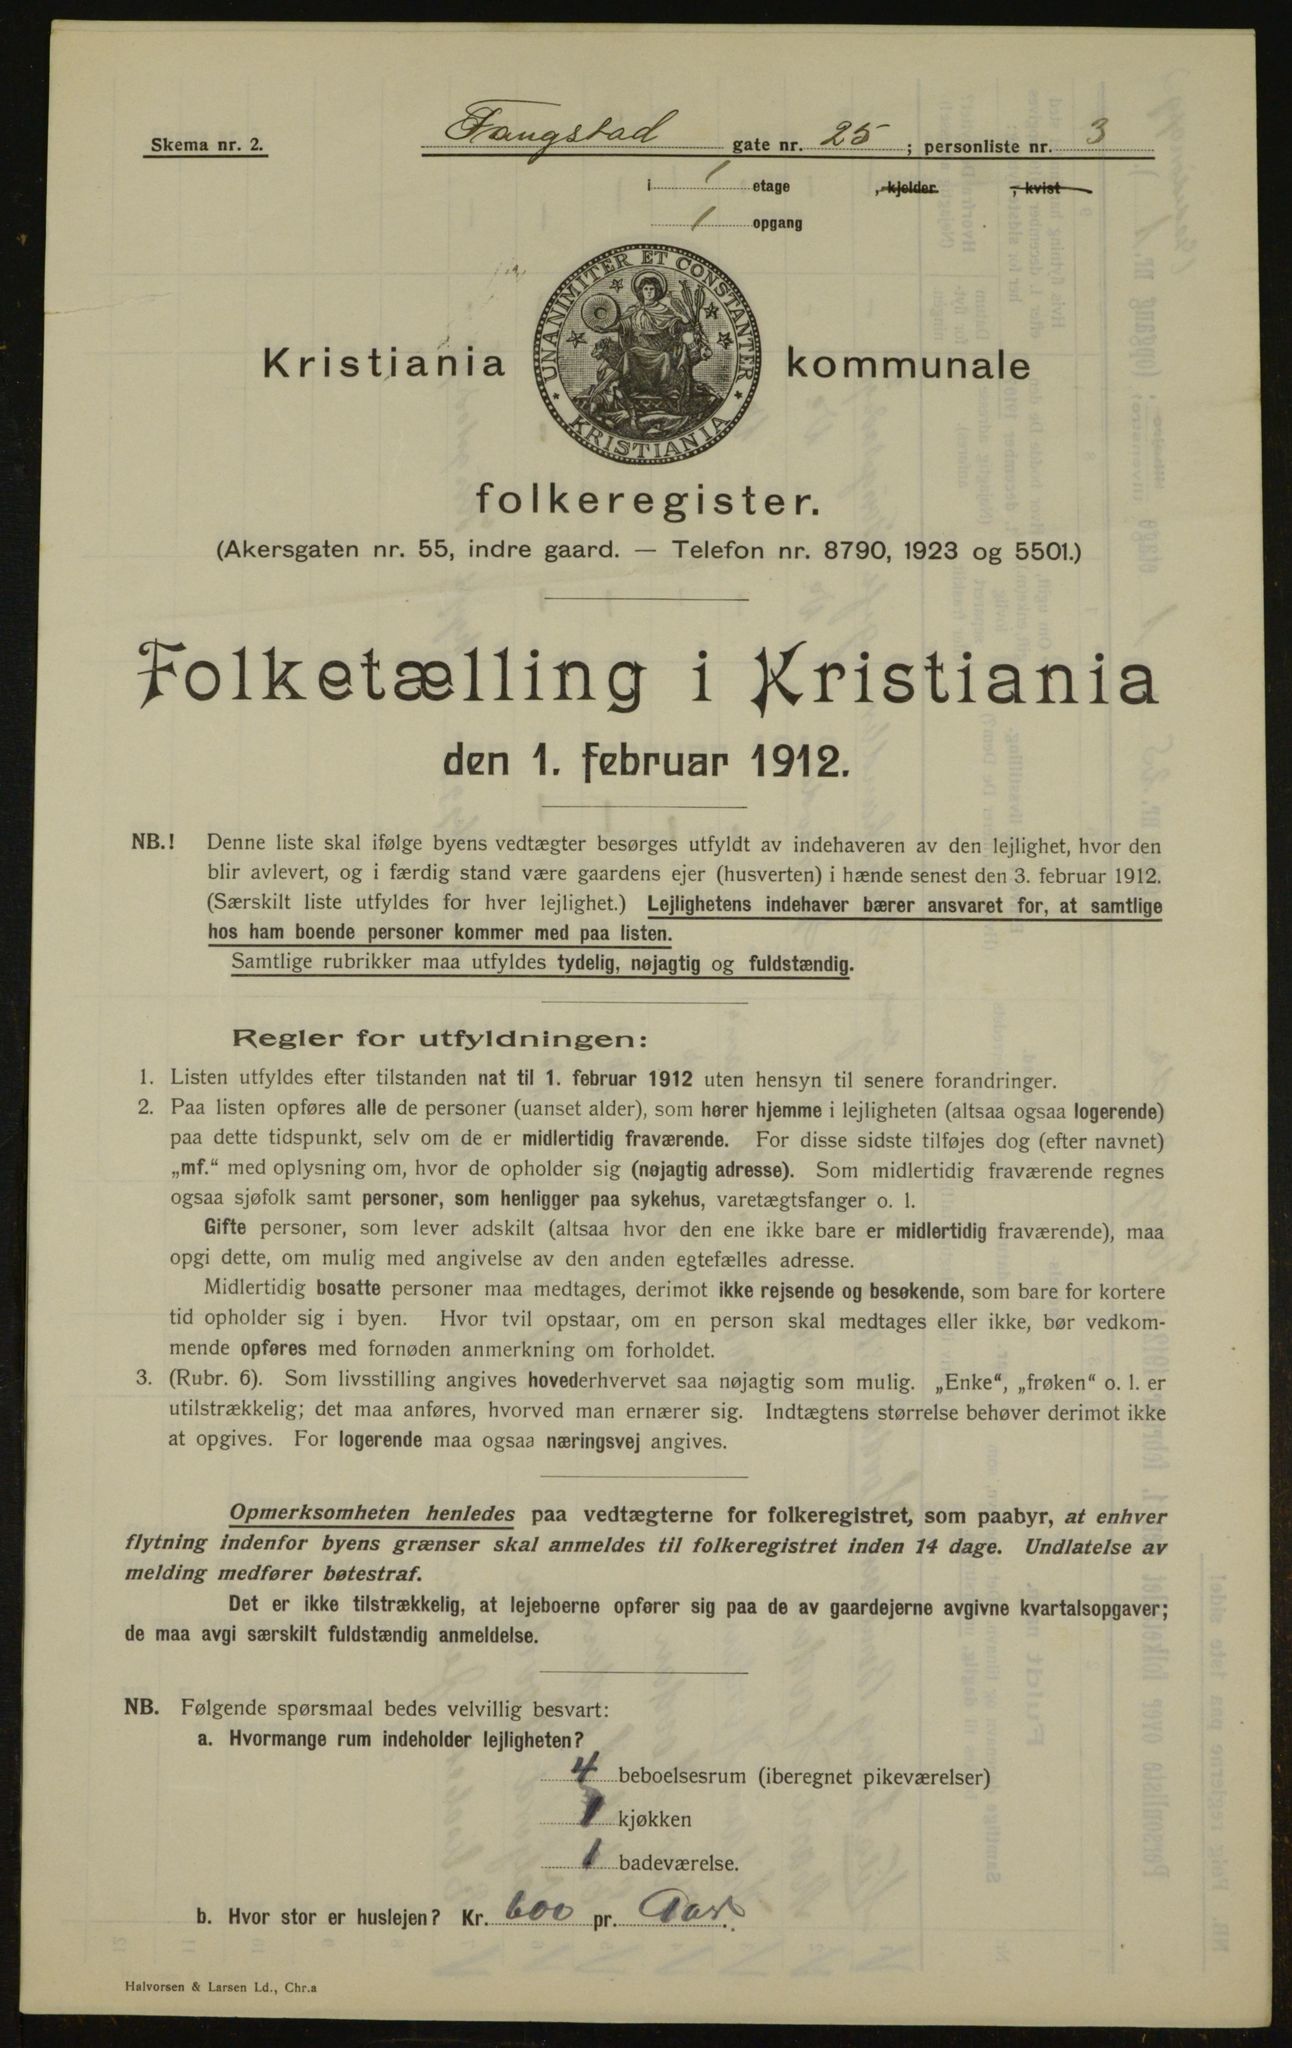 Skema nr. 2.
Fougstad gate nr. 25 ; personliste nr. 3
i 1 etage , kjelder , kvist
1 opgang
UNANIMITER ET CONSTANTER
KRISTIANIA
Kristiania kommunale
folkeregister.
(Akersgaten nr. 55, indre gaard. — Telefon nr. 8790, 1923 og 5501.)
Folketælling i Kristiania
den 1. februar 1912.
NB.! Denne liste skal ifølge byens vedtægter besørges utfyldt av indehaveren av den lejlighet, hvor den
blir avlevert, og i færdig stand være gaardens ejer (husverten) i hænde senest den 3. februar 1912.
(Særskilt liste utfyldes for hver lejlighet.) Lejlighetens indehaver bærer ansvaret for, at samtlige
hos ham boende personer kommer med paa listen.
Samtlige rubrikker maa utfyldes tydelig, nøjagtig og fuldstændig.
Regler for utfyldningen:
1. Listen utfyldes efter tilstanden nat til 1. februar 1912 uten hensyn til senere forandringer.
2. Paa listen opføres alle de personer (uanset alder), som hører hjemme i lejligheten (altsaa ogsaa logerende)
paa dette tidspunkt, selv om de er midlertidig fraværende. For disse sidste tilføjes dog (efter navnet)
„mf.“ med oplysning om, hvor de opholder sig (nøjagtig adresse). Som midlertidig fraværende regnes
ogsaa sjøfolk samt personer, som henligger paa sykehus, varetægtsfanger o. l.
Gifte personer, som lever adskilt (altsaa hvor den ene ikke bare er midlertidig fraværende), maa
opgi dette, om mulig med angivelse av den anden egtefælles adresse.
Midlertidig bosatte personer maa medtages, derimot ikke rejsende og besøkende, som bare for kortere
tid opholder sig i byen. Hvor tvil opstaar, om en person skal medtages eller ikke, bør vedkom-
mende opføres med fornøden anmerkning om forholdet.
3. (Rubr. 6). Som livsstilling angives hovederhvervet saa nøjagtig som mulig. „Enke“, „frøken“ o. l. er
utilstrækkelig; det maa anføres, hvorved man ernærer sig. Indtægtens størrelse behøver derimot ikke
at opgives. For logerende maa ogsaa næringsvej angives.
Opmerksomheten henledes paa vedtægterne for folkeregistret, som paabyr, at enhver
flytning indenfor byens grænser skal anmeldes til folkeregistret inden 14 dage. Undlatelse av
melding medfører bøtestraf.
Det er ikke tilstrækkelig, at lejeboerne opfører sig paa de av gaardejerne avgivne kvartalsopgaver;
de maa avgi særskilt fuldstændig anmeldelse.
NB. Følgende spørsmaal bedes velvillig besvart:
a. Hvormange rum indeholder lejligheten?
4 beboelsesrum (iberegnet pikeværelser)
1 kjøkken
1 badeværelse.
b. Hvor stor er huslejen? Kr. 600 pr. Aar.
Halvorsen & Larsen Ld., Chr.a